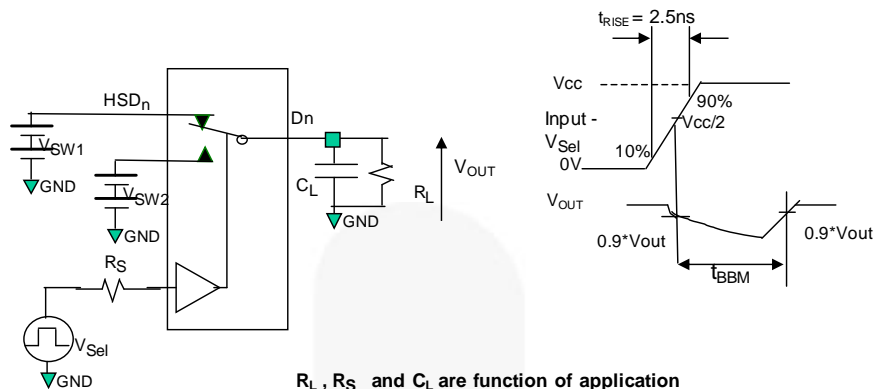 tRISE = 2.5ns
HSDn
Dn
VSW1
GND
VSW2
GND
CL
RL
VOUT
GND
RS
VSel
GND
Vcc
90%
Vcc/2
Input -
VSel
10%
0V
VOUT
0.9*Vout
0.9*Vout
tBBM
RL , RS and CL are function of application